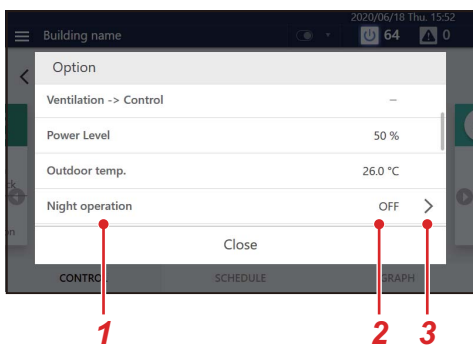 2020/06/18 Thu. 15:52
Building name 64 0
Option
Ventilation -> Control –
Power Level 50 %
Outdoor temp. 26.0 °C
Night operation OFF
Close
CONTROL SCHEDULE GRAPH
1 2 3